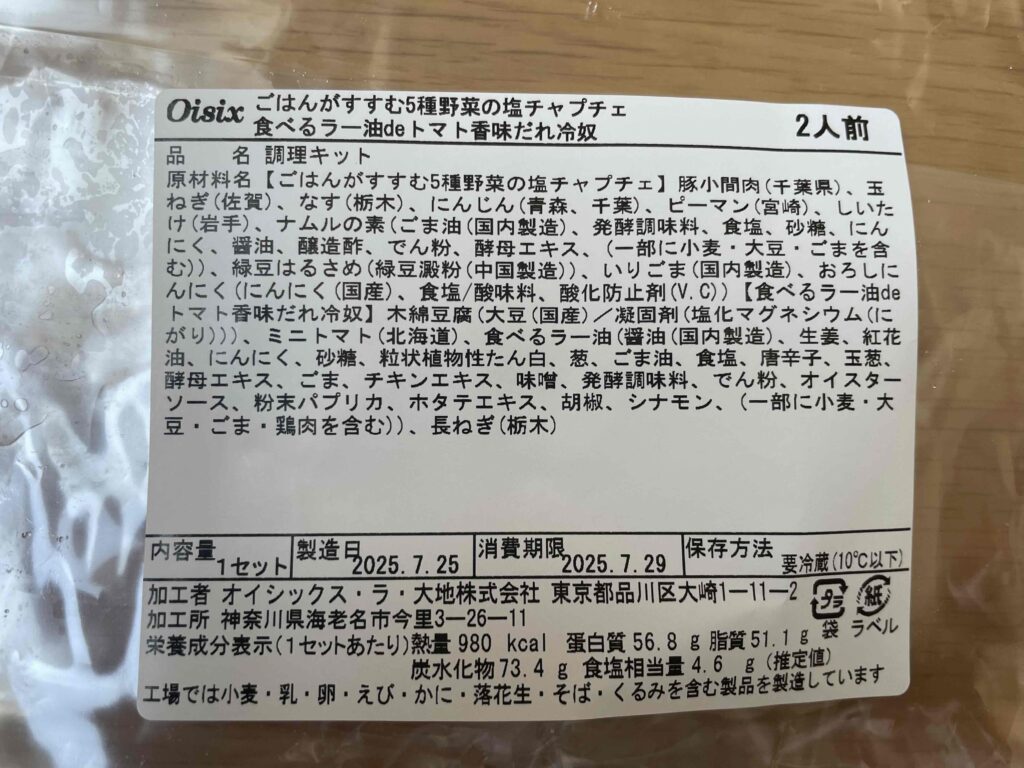 Oisix ごはんがすすむ5種野菜の塩チャプチェ
食べるラー油deトマト香味だれ冷奴
2人前
品　　名 調理キット
原材料名【ごはんがすすむ5種野菜の塩チャプチェ】豚小間肉(千葉県)、玉
ねぎ(佐賀)、なす(栃木)、にんじん(青森、千葉)、ピーマン(宮崎)、しいた
け(岩手)、ナムルの素(ごま油(国内製造)、発酵調味料、食塩、砂糖、にん
にく、醤油、醸造酢、でん粉、酵母エキス、(一部に小麦・大豆・ごまを含
む))、緑豆はるさめ(緑豆澱粉(中国製造))、いりごま(国内製造)、おろしに
んにく(にんにく(国産)、食塩/酸味料、酸化防止剤(V.C))【食べるラー油de
トマト香味だれ冷奴】木綿豆腐(大豆(国産)／凝固剤(塩化マグネシウム(に
がり)))、ミニトマト(北海道)、食べるラー油(醤油(国内製造)、生姜、紅花
油、にんにく、砂糖、粒状植物性たん白、葱、ごま油、食塩、唐辛子、玉葱、
酵母エキス、ごま、チキンエキス、味噌、発酵調味料、でん粉、オイスター
ソース、粉末パプリカ、ホタテエキス、胡椒、シナモン、(一部に小麦・大
豆・ごま・鶏肉を含む))、長ねぎ(栃木)
内容量 1セット 製造日 2025.7.25 消費期限 2025.7.29 保存方法 要冷蔵(10℃以下)
加工者 オイシックス・ラ・大地株式会社 東京都品川区大崎1－11－2
加工所 神奈川県海老名市今里3－26－11
プラ 袋 紙 ラベル
栄養成分表示(1セットあたり)熱量 980 kcal 蛋白質 56.8 g 脂質 51.1 g
炭水化物 73.4 g 食塩相当量 4.6 g (推定値)
工場では小麦・乳・卵・えび・かに・落花生・そば・くるみを含む製品を製造しています